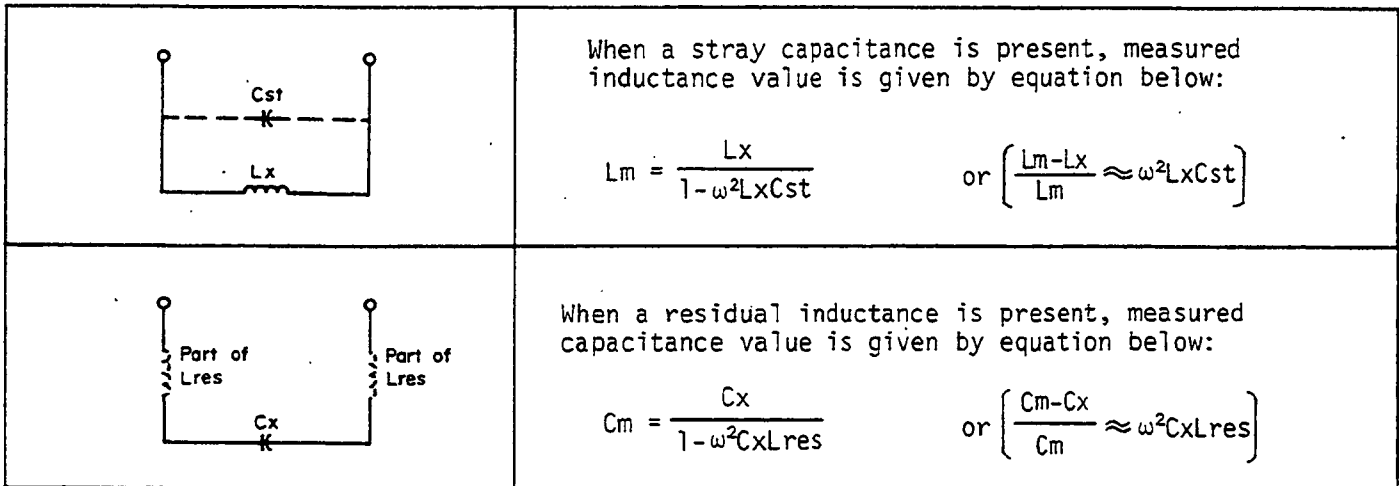 Cst
Lx
When a stray capacitance is present, measured
inductance value is given by equation below:
Lm = Lx / 1-ω²LxCst or [Lm-Lx / Lm ≈ ω²LxCst]
Part of
Lres
Part of
Lres
Cx
When a residual inductance is present, measured
capacitance value is given by equation below:
Cm = Cx / 1-ω²CxLres or [Cm-Cx / Cm ≈ ω²CxLres]